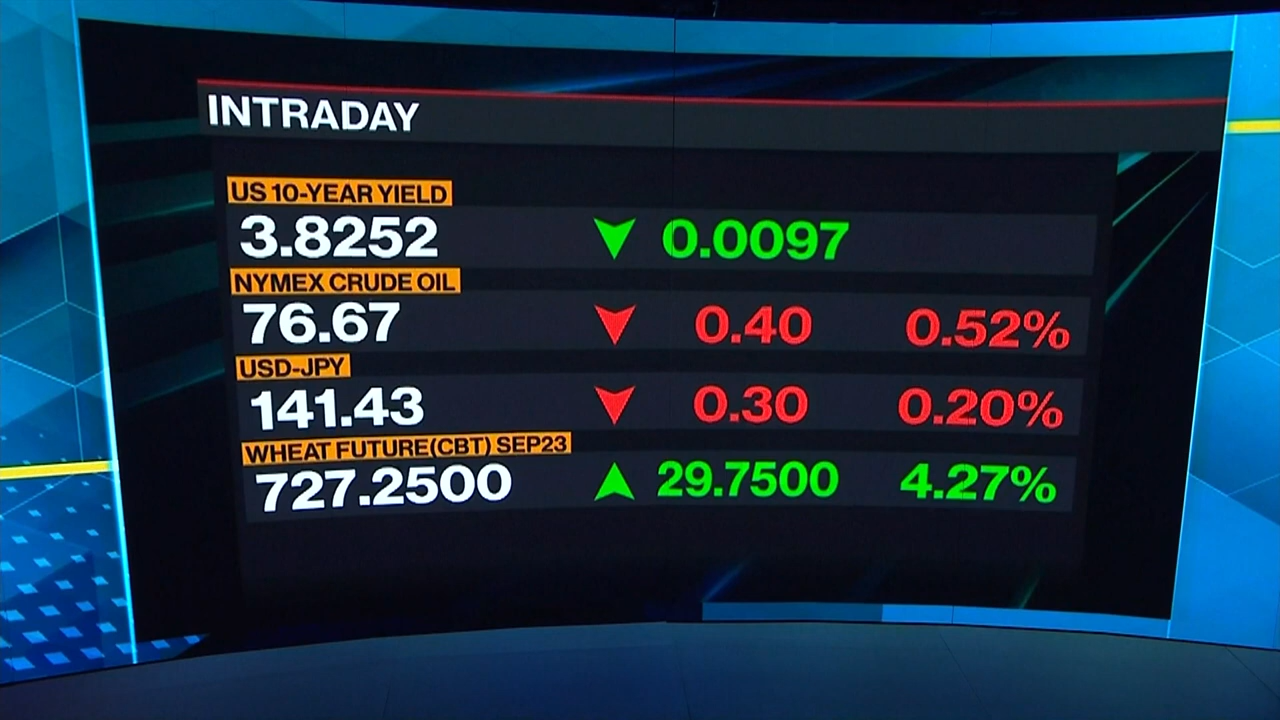 INTRADAY
US 10-YEAR YIELD
3.8252 ▼ 0.0097
NYMEX CRUDE OIL
76.67 ▼ 0.40 0.52%
USD-JPY
141.43 ▼ 0.30 0.20%
WHEAT FUTURE(CBT) SEP23
727.2500 ▲ 29.7500 4.27%